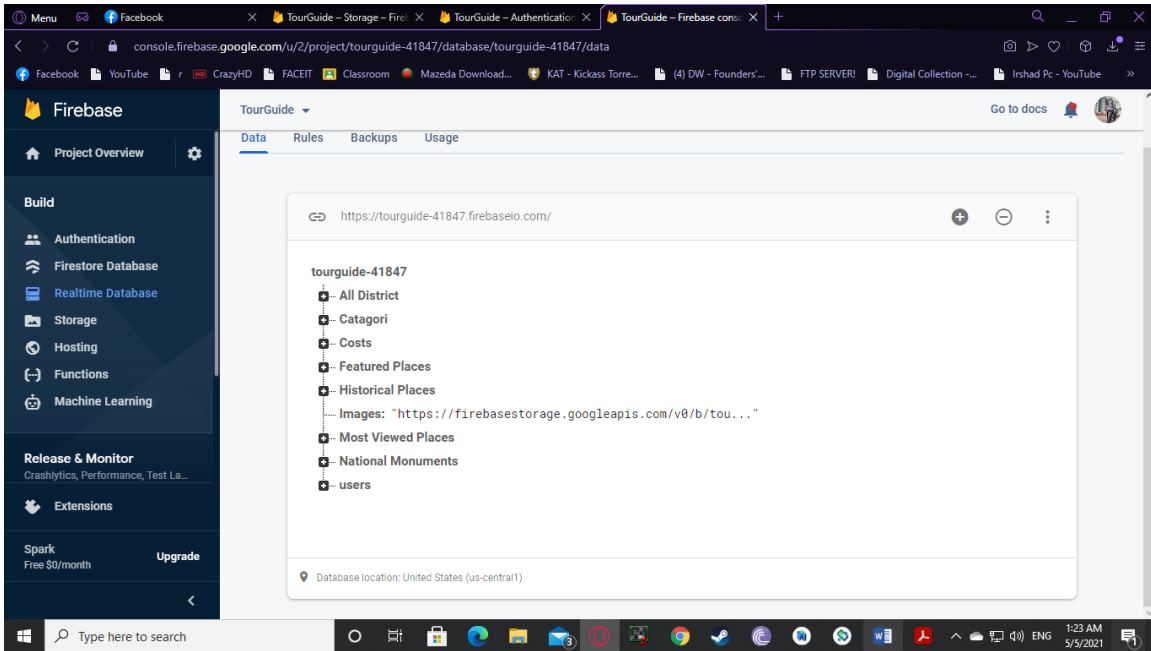 Menu
Facebook
TourGuide – Storage – Fire
TourGuide – Authentication
TourGuide – Firebase conso
console.firebase.google.com/u/2/project/tourguide-41847/database/tourguide-41847/data
Facebook YouTube r HD CrazyHD FACEIT Classroom Mazeda Download... KAT - Kickass Torre... (4) DW - Founders'... FTP SERVER! Digital Collection -... Irshad Pc - YouTube »
Firebase
TourGuide
Go to docs
Project Overview
Data Rules Backups Usage
Build
Authentication
Firestore Database
Realtime Database
Storage
Hosting
Functions
Machine Learning
Release & Monitor
Crashlytics, Performance, Test La...
Extensions
Spark
Free $0/month
Upgrade
https://tourguide-41847.firebaseio.com/
tourguide-41847
All District
Catagori
Costs
Featured Places
Historical Places
Images: "https://firebasestorage.googleapis.com/v0/b/tou..."
Most Viewed Places
National Monuments
users
Database location: United States (us-central1)
Type here to search
3
ENG
1:23 AM
5/5/2021
1